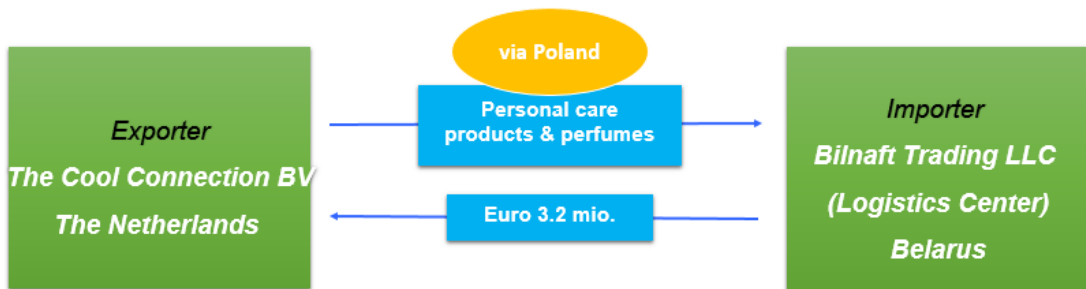 via Poland
Exporter
The Cool Connection BV
The Netherlands
Personal care
products & perfumes
Euro 3.2 mio.
Importer
Bilnaft Trading LLC
(Logistics Center)
Belarus